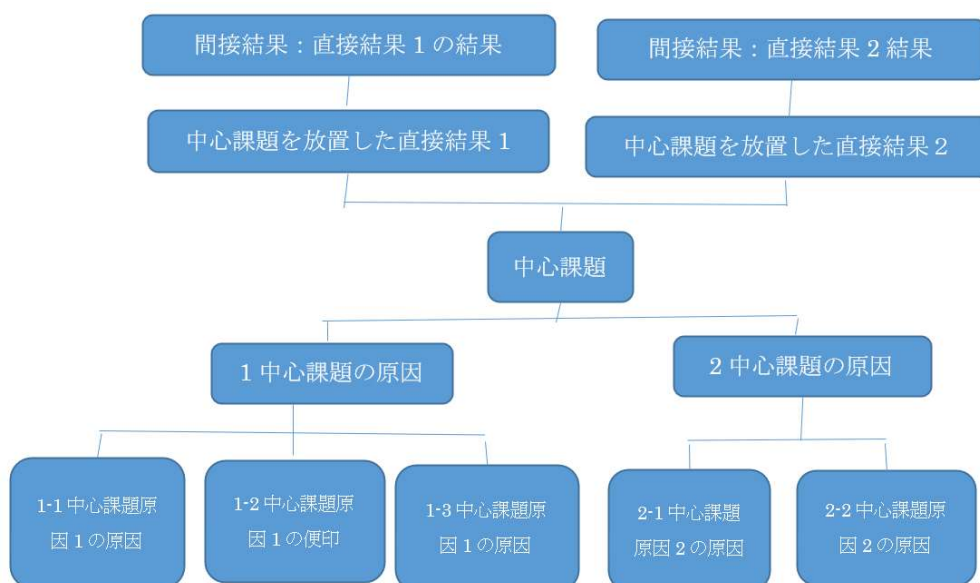 間接結果：直接結果1の結果
間接結果：直接結果2結果
中心課題を放置した直接結果1
中心課題を放置した直接結果2
中心課題
1中心課題の原因
2中心課題の原因
1-1中心課題原
因1の原因
1-2中心課題原
因1の便印
1-3中心課題原
因1の原因
2-1中心課題
原因2の原因
2-2中心課題原
因2の原因